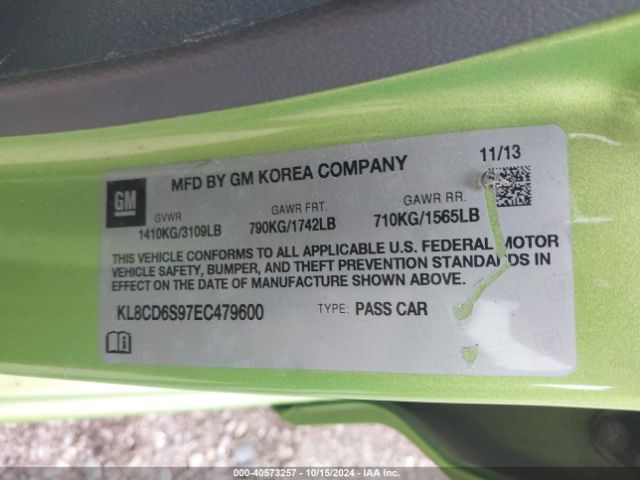 MFD BY GM KOREA COMPANY
11/13
GM
GVWR
GAWR FRT.
GAWR RR.
1410KG/3109LB
790KG/1742LB
710KG/1565LB
THIS VEHICLE CONFORMS TO ALL APPLICABLE U.S. FEDERAL MOTOR
VEHICLE SAFETY, BUMPER, AND THEFT PREVENTION STANDARDS IN
EFFECT ON THE DATE OF MANUFACTURE SHOWN ABOVE.
KL8CD6S97EC479600
TYPE: PASS CAR
000-40573257 - 10/15/2024 - IAA Inc.